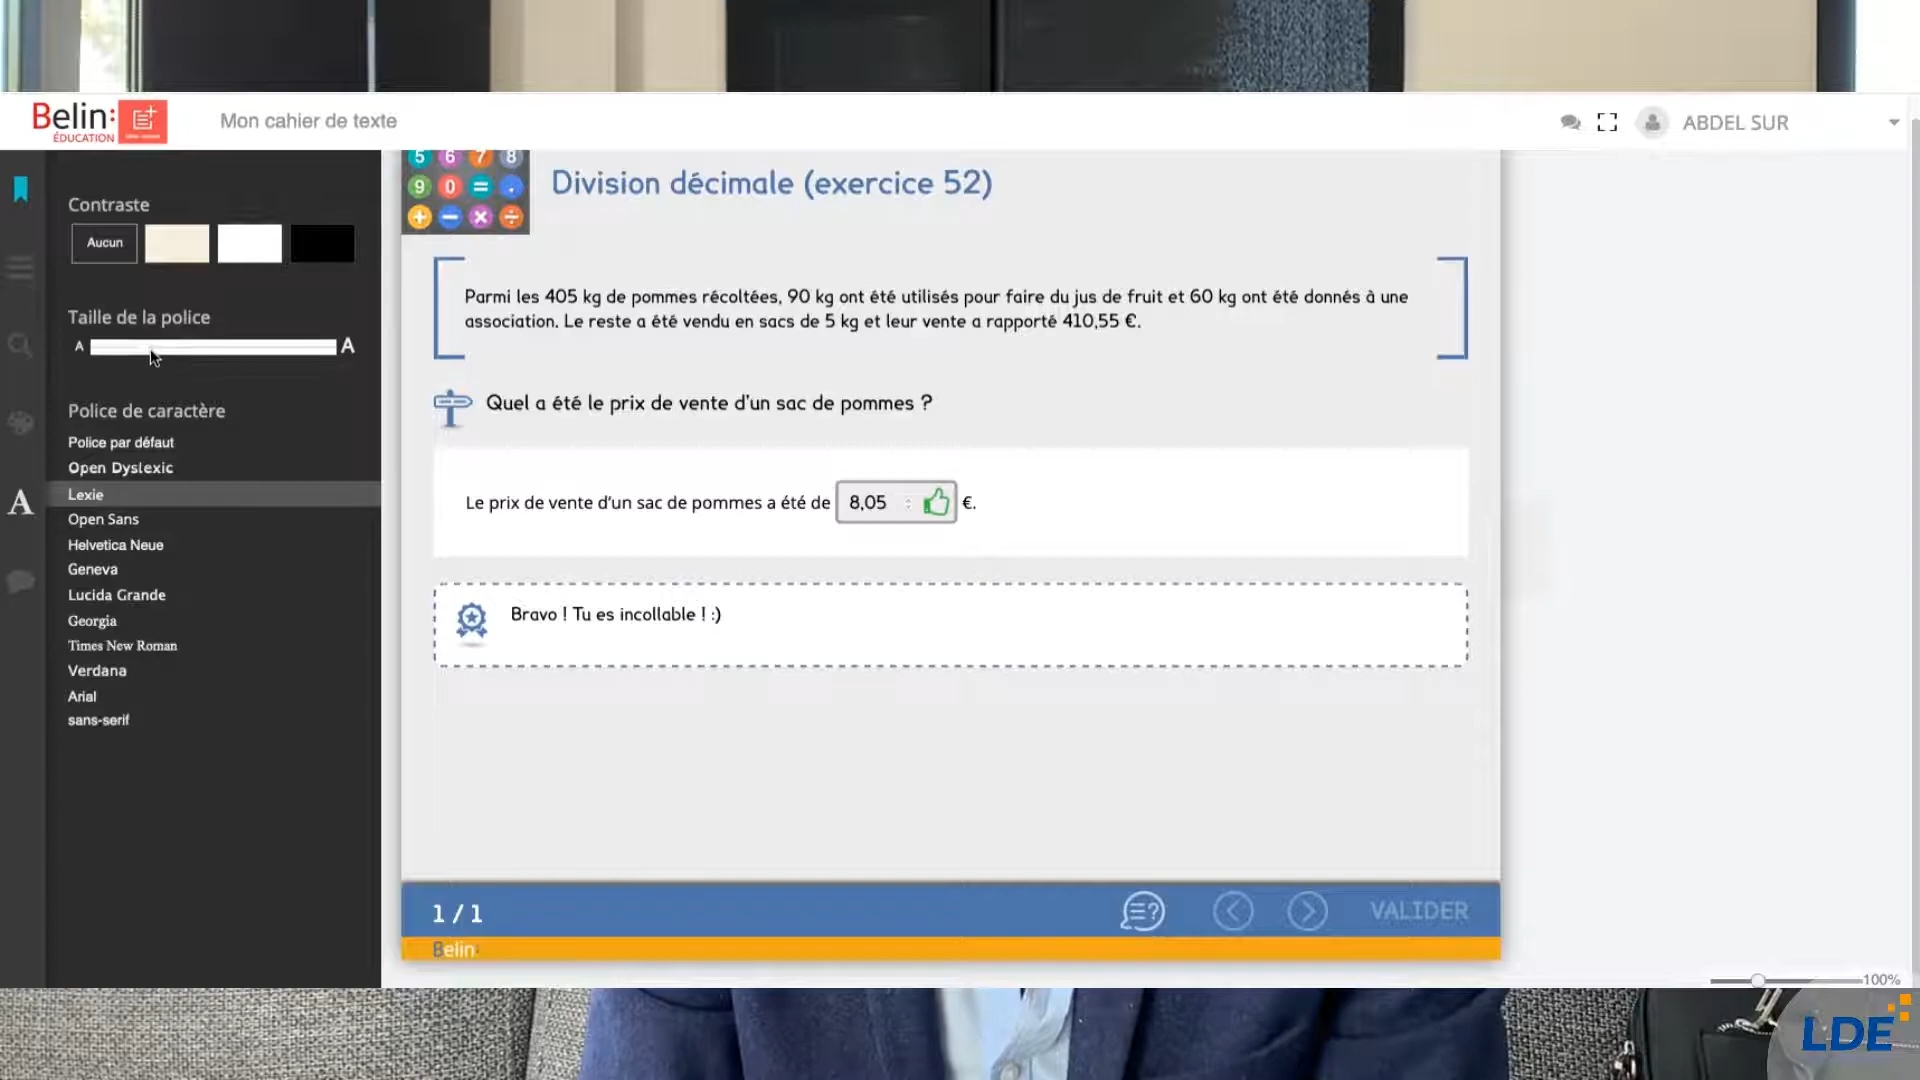 Belin:
ÉDUCATION
Mon cahier de texte
ABDEL SUR
Contraste
Aucun
Taille de la police
A
A
Police de caractère
Police par défaut
Open Dyslexic
Lexie
Open Sans
Helvetica Neue
Geneva
Lucida Grande
Georgia
Times New Roman
Verdana
Arial
sans-serif
A
5 6 7 8
9 0 = .
+ − × ÷
Division décimale (exercice 52)
Parmi les 405 kg de pommes récoltées, 90 kg ont été utilisés pour faire du jus de fruit et 60 kg ont été donnés à une
association. Le reste a été vendu en sacs de 5 kg et leur vente a rapporté 410,55 €.
Quel a été le prix de vente d'un sac de pommes ?
Le prix de vente d'un sac de pommes a été de 8,05 €.
Bravo ! Tu es incollable ! :)
1 / 1
VALIDER
Belin:
100%
LDE